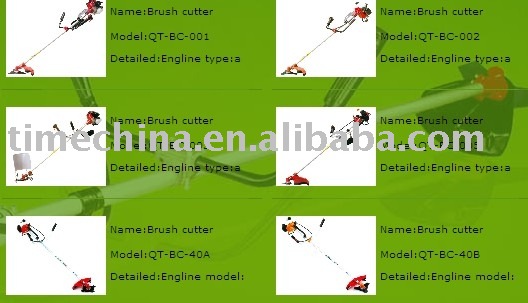 Name:Brush cutter
Model:QT-BC-001
Detailed:Engline type:a
Name:Brush cutter
Model:QT-BC-002
Detailed:Engline type:a
Name:Brush cutter
Detailed:Engline type:a
Name:Brush cutter
Detailed:Engline type:a
timechina.en.alibaba.com
Name:Brush cutter
Model:QT-BC-40A
Detailed:Engline model:
Name:Brush cutter
Model:QT-BC-40B
Detailed:Engline model: